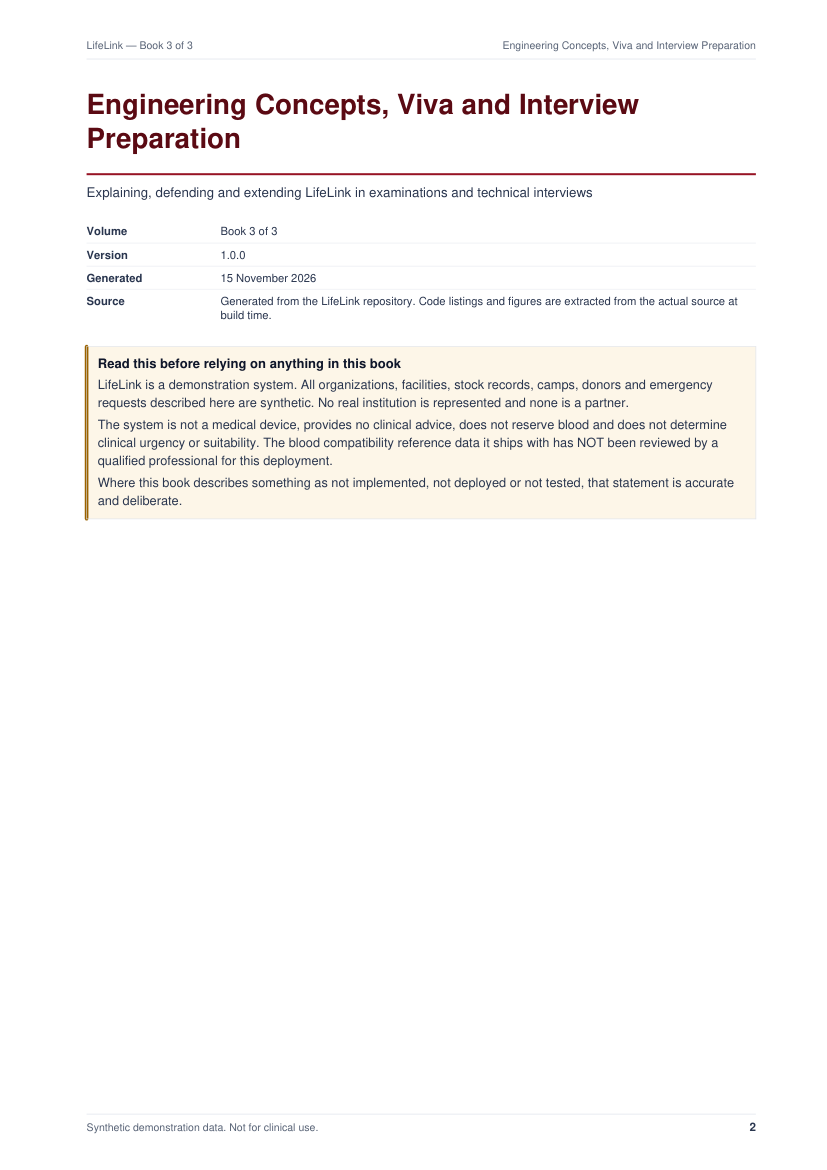 LifeLink — Book 3 of 3
Engineering Concepts, Viva and Interview Preparation
Engineering Concepts, Viva and Interview
Preparation
Explaining, defending and extending LifeLink in examinations and technical interviews
Volume Book 3 of 3
Version 1.0.0
Generated 15 November 2026
Source Generated from the LifeLink repository. Code listings and figures are extracted from the actual source at
build time.
Read this before relying on anything in this book
LifeLink is a demonstration system. All organizations, facilities, stock records, camps, donors and emergency
requests described here are synthetic. No real institution is represented and none is a partner.
The system is not a medical device, provides no clinical advice, does not reserve blood and does not determine
clinical urgency or suitability. The blood compatibility reference data it ships with has NOT been reviewed by a
qualified professional for this deployment.
Where this book describes something as not implemented, not deployed or not tested, that statement is accurate
and deliberate.
Synthetic demonstration data. Not for clinical use.
2